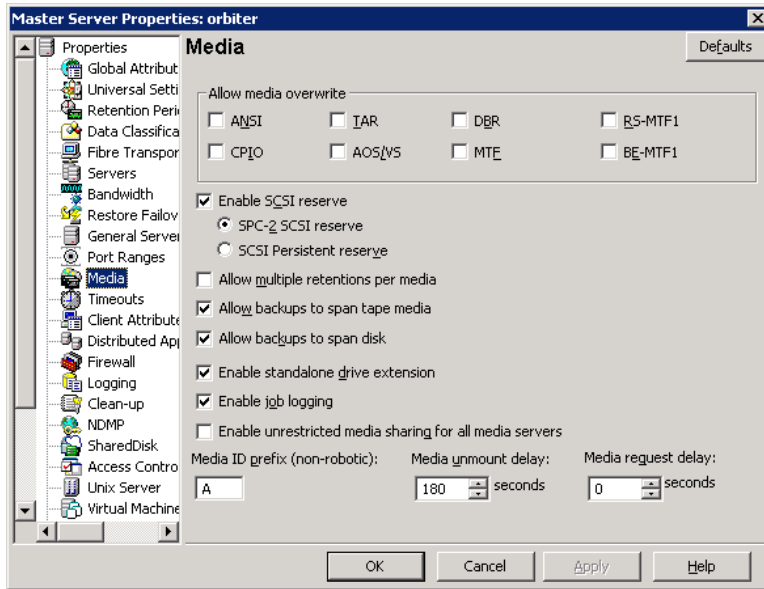 Master Server Properties: orbiter
Properties
Global Attribut
Universal Setti
Retention Peri
Data Classifica
Fibre Transpor
Servers
Bandwidth
Restore Failov
General Server
Port Ranges
Media
Timeouts
Client Attribute
Distributed App
Firewall
Logging
Clean-up
NDMP
SharedDisk
Access Contro
Unix Server
Virtual Machine
Media
Defaults
Allow media overwrite
ANSI TAR DBR RS-MTF1
CPIO AOS/VS MTF BE-MTF1
Enable SCSI reserve
SPC-2 SCSI reserve
SCSI Persistent reserve
Allow multiple retentions per media
Allow backups to span tape media
Allow backups to span disk
Enable standalone drive extension
Enable job logging
Enable unrestricted media sharing for all media servers
Media ID prefix (non-robotic): Media unmount delay: Media request delay:
A 180 seconds 0 seconds
OK Cancel Apply Help